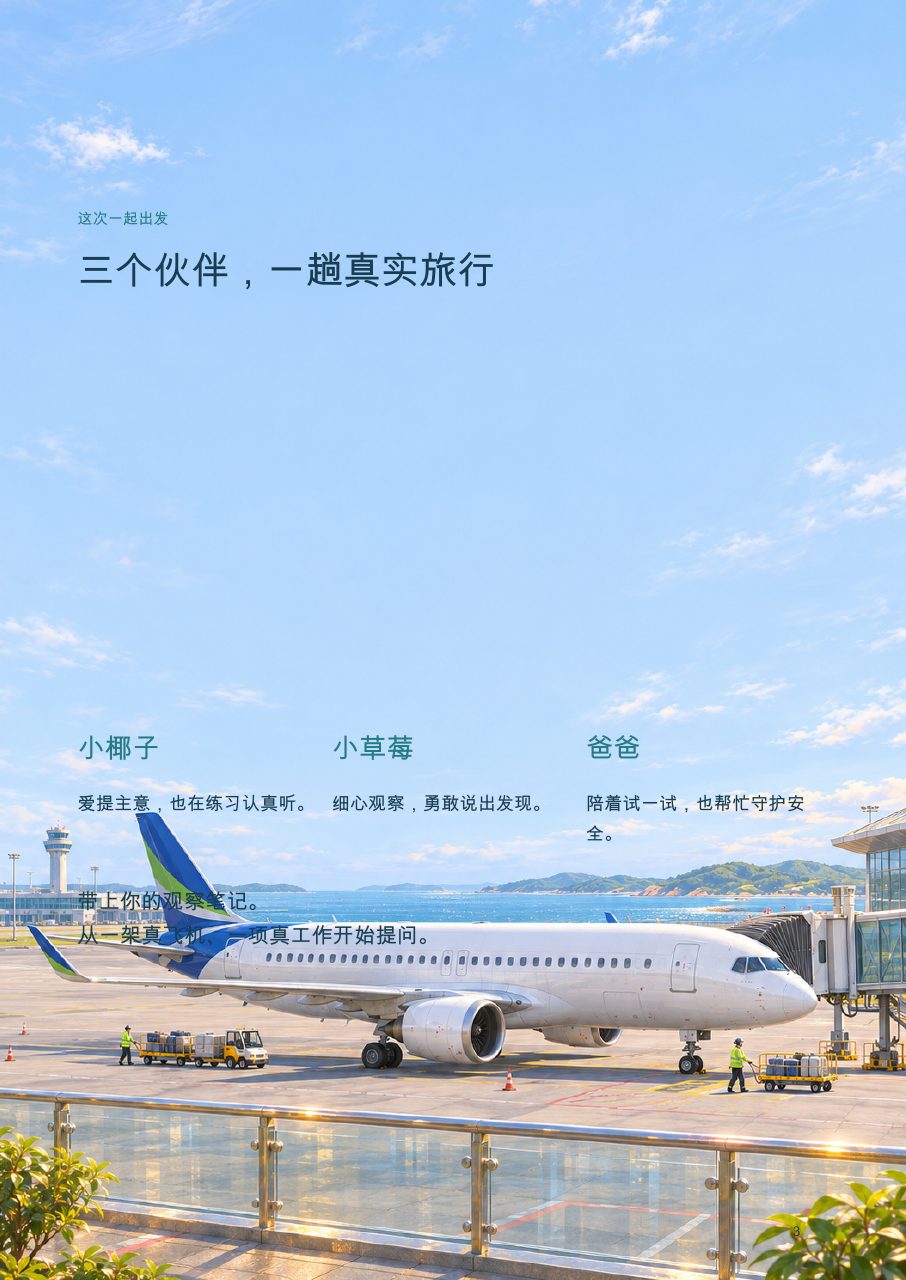 这次一起出发
三个伙伴，一趟真实旅行
小椰子
爱提主意，也在练习认真听。
小草莓
细心观察，勇敢说出发现。
爸爸
陪着试一试，也帮忙守护安
全。
带上你的观察笔记。
从一架真飞机、一项真工作开始提问。
3